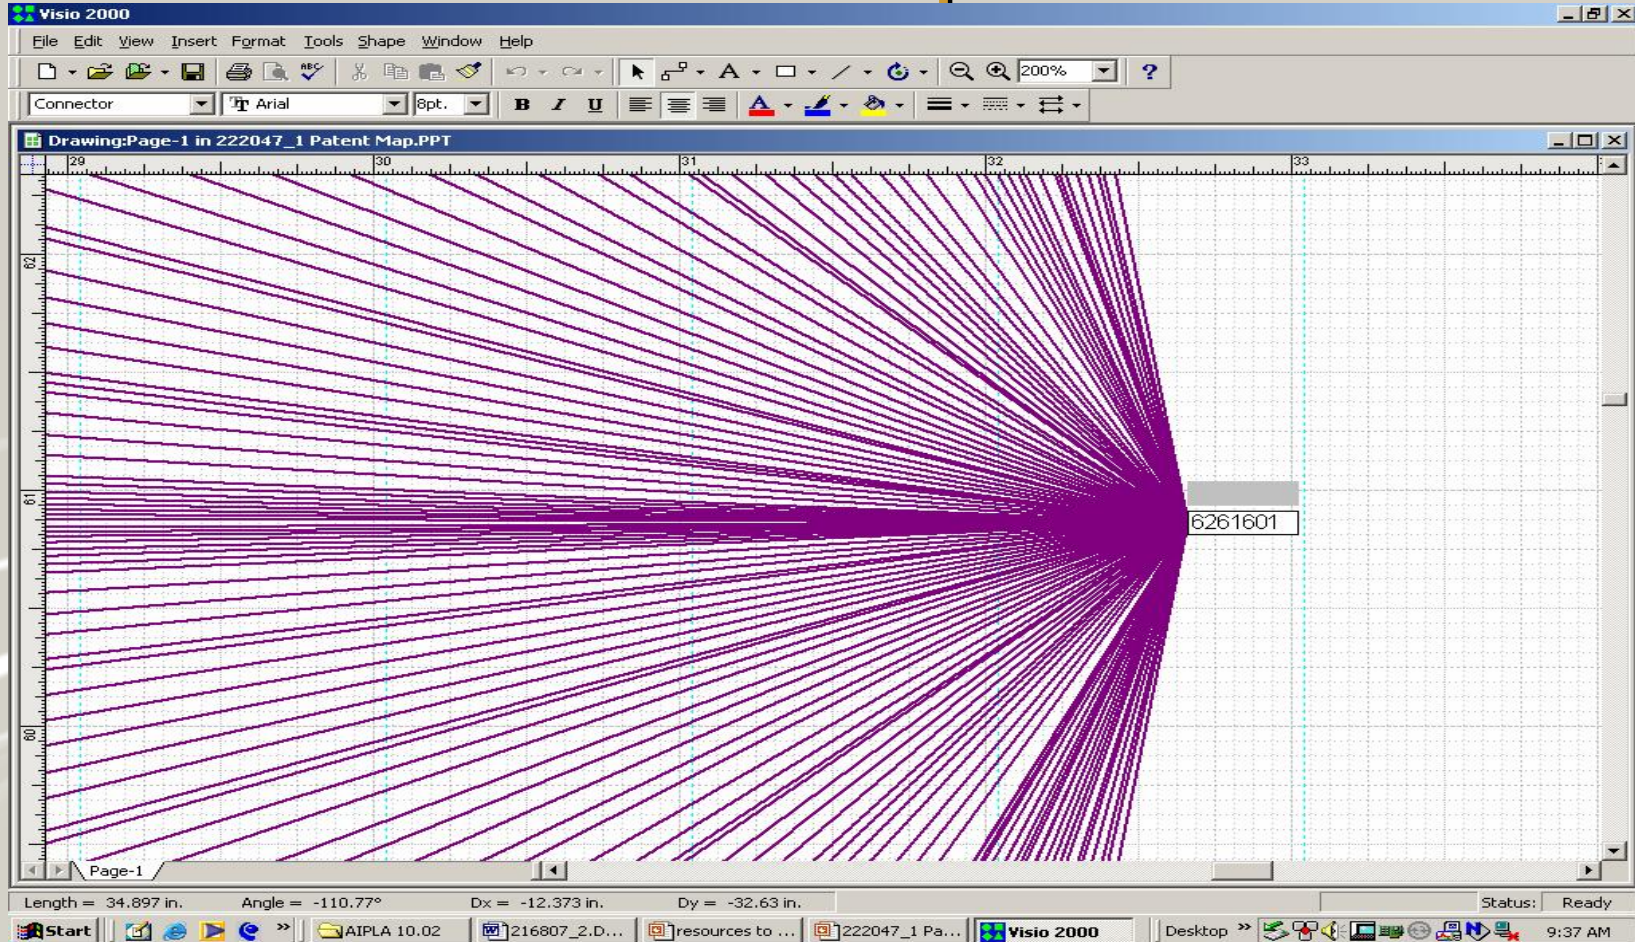 Visio 2000
File Edit View Insert Format Tools Shape Window Help
ABC A 200% ?
Connector Arial 8pt. B I U A
Drawing:Page-1 in 222047_1 Patent Map.PPT
29 30 31 32 33
62
61
6261601
60
Page-1
Length = 34.897 in. Angle = -110.77° Dx = -12.373 in. Dy = -32.63 in. Status: Ready
Start » AIPLA 10.02 216807_2.D... resources to ... 222047_1 Pa... Visio 2000 Desktop » 9:37 AM